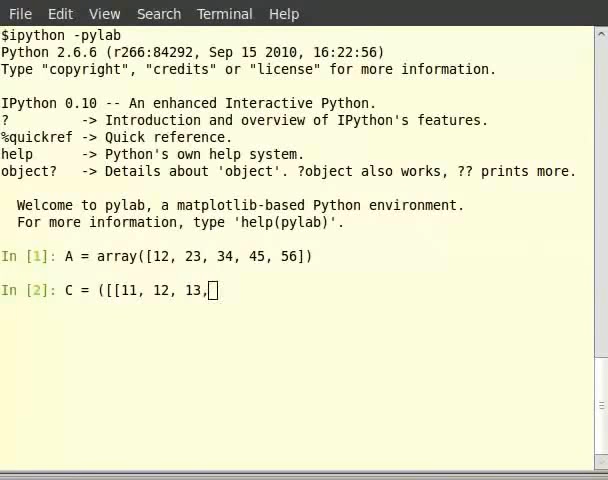 File Edit View Search Terminal Help
$ipython -pylab
Python 2.6.6 (r266:84292, Sep 15 2010, 16:22:56)
Type "copyright", "credits" or "license" for more information.
IPython 0.10 -- An enhanced Interactive Python.
?         -> Introduction and overview of IPython's features.
%quickref -> Quick reference.
help      -> Python's own help system.
object?   -> Details about 'object'. ?object also works, ?? prints more.
Welcome to pylab, a matplotlib-based Python environment.
For more information, type 'help(pylab)'.
In [1]: A = array([12, 23, 34, 45, 56])
In [2]: C = ([[11, 12, 13,